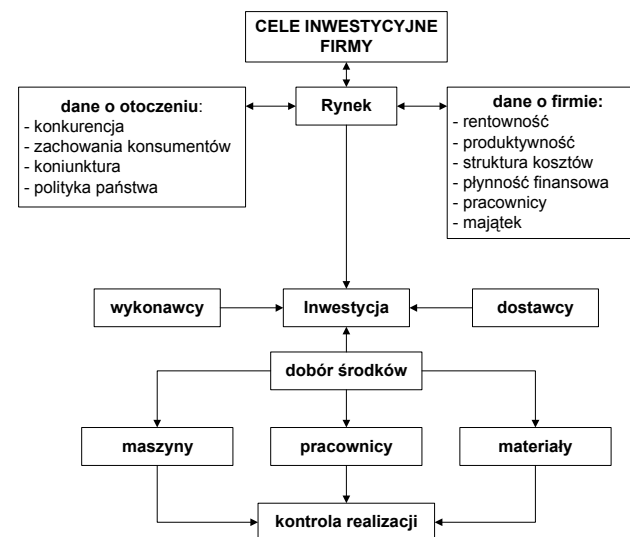 CELE INWESTYCYJNE
FIRMY
dane o otoczeniu:
- konkurencja
- zachowania konsumentów
- koniunktura
- polityka państwa
Rynek
dane o firmie:
- rentowność
- produktywność
- struktura kosztów
- płynność finansowa
- pracownicy
- majątek
wykonawcy
Inwestycja
dostawcy
dobór środków
maszyny
pracownicy
materiały
kontrola realizacji